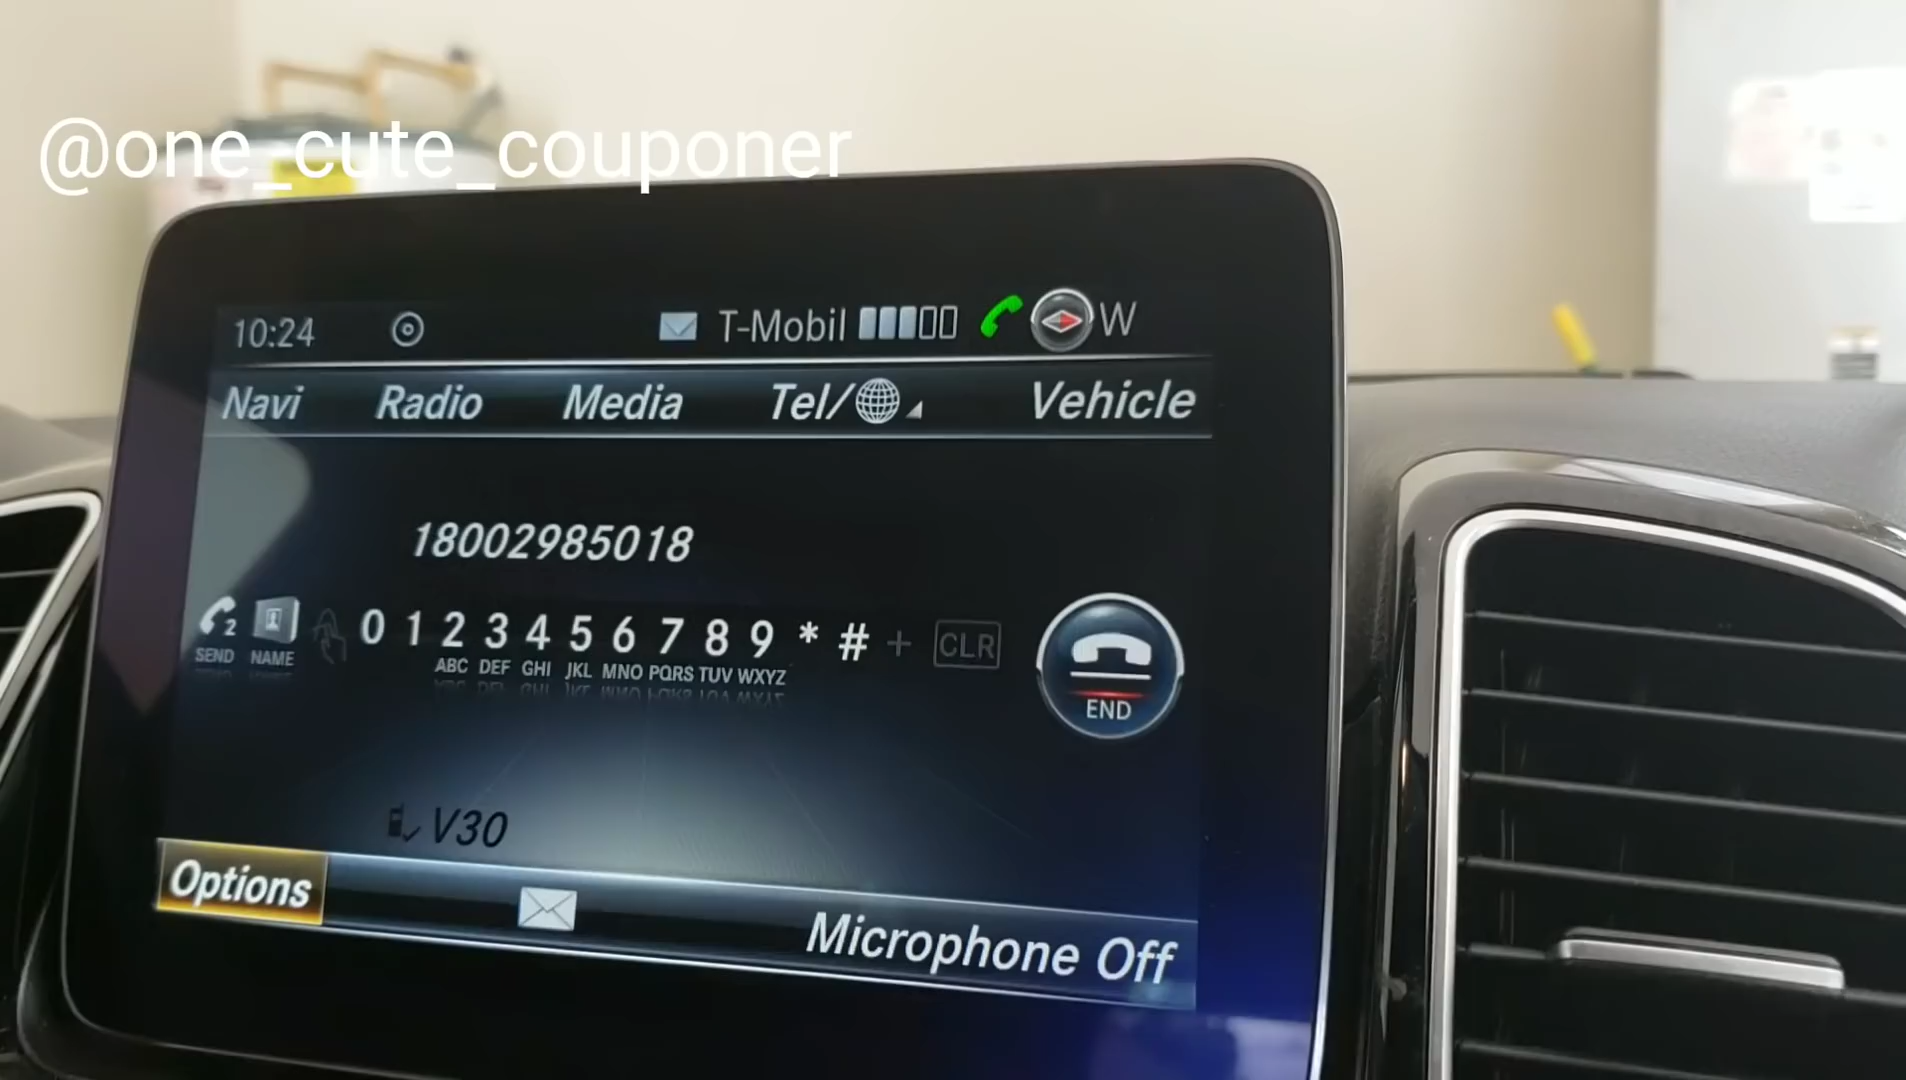 @one_cute_couponer
10:24 T-Mobil W
Navi Radio Media Tel/ Vehicle
18002985018
0 1 2 3 4 5 6 7 8 9 * # + CLR
2
SEND NAME ABC DEF GHI JKL MNO PQRS TUV WXYZ
END
V30
Options Microphone Off